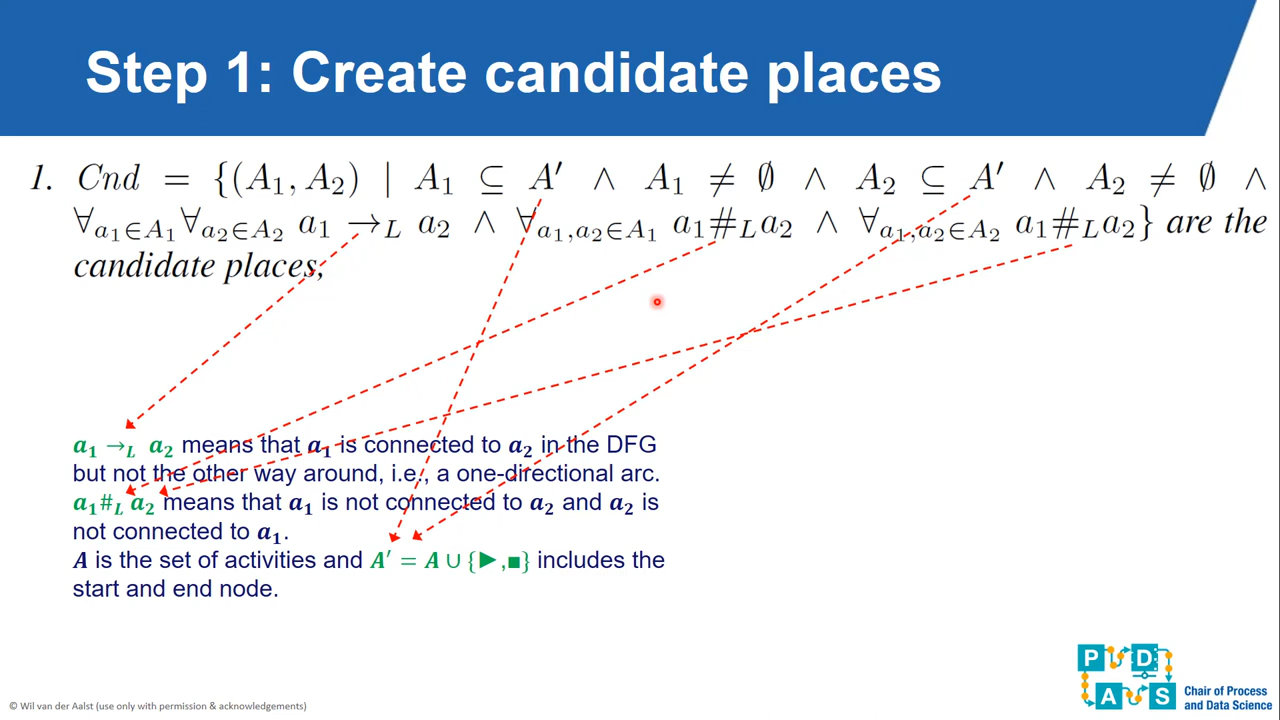 Step 1: Create candidate places
1. Cnd = {(A₁, A₂) | A₁ ⊆ A′ ∧ A₁ ≠ ∅ ∧ A₂ ⊆ A′ ∧ A₂ ≠ ∅ ∧
∀a₁∈A₁ ∀a₂∈A₂ a₁ →L a₂ ∧ ∀a₁,a₂∈A₁ a₁#La₂ ∧ ∀a₁,a₂∈A₂ a₁#La₂} are the
candidate places,
a₁ →L a₂ means that a₁ is connected to a₂ in the DFG
but not the other way around, i.e., a one-directional arc.
a₁#L a₂ means that a₁ is not connected to a₂ and a₂ is
not connected to a₁.
A is the set of activities and A′ = A ∪ {▶,■} includes the
start and end node.
P D
A S
Chair of Process
and Data Science
© Wil van der Aalst (use only with permission & acknowledgements)